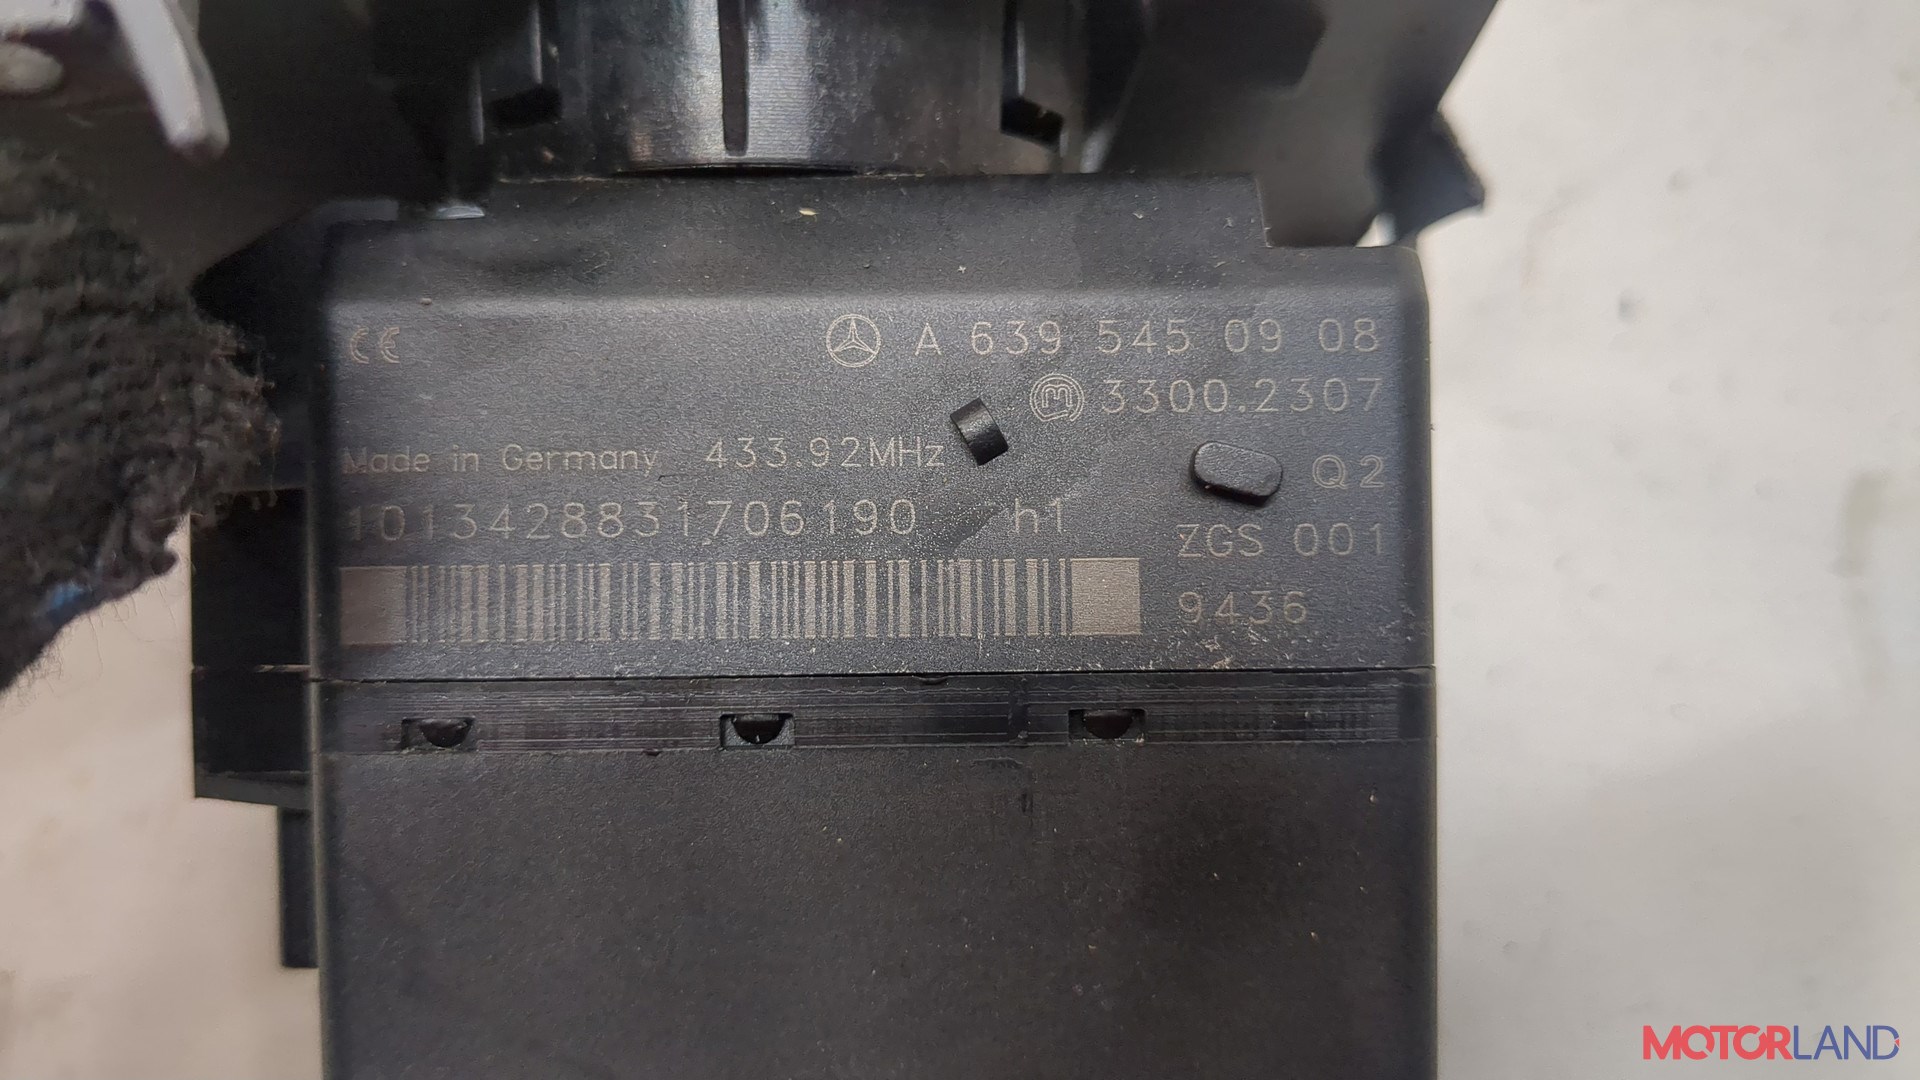 CE A 639 545 09 08
3300.2307
Made in Germany 433.92MHz
Q2
1013428831706190 h1
ZGS 001
9436
MOTORLAND